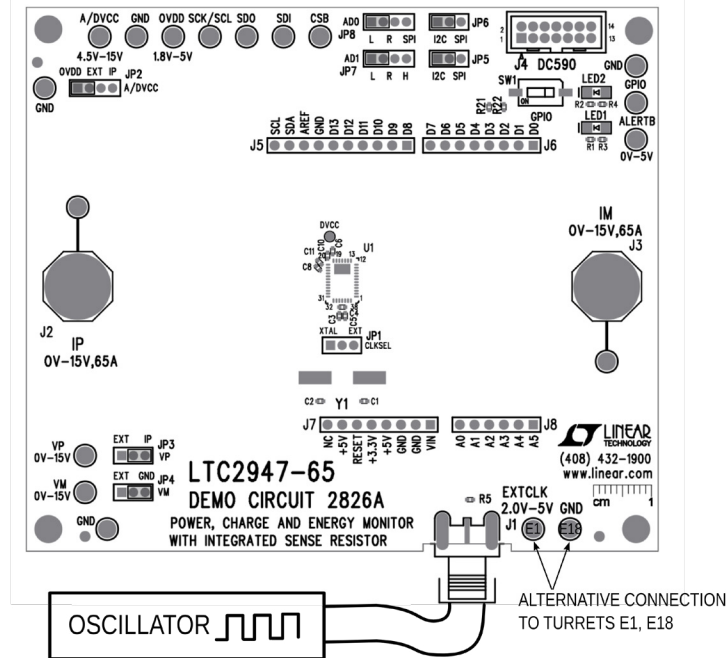 A/DVCC GND OVDD SCK/SCL SDO SDI CSB
4.5V-15V 1.8V-5V
AD0 JP8 L R SPI
JP6 I2C SPI
AD1 JP7 L R H
JP5 I2C SPI
2 14
1 13
J4 DC590
GND
OVDD EXT IP JP2
A/DVCC
GND
SW1
ON
GPIO
R21
R22
LED2
R2 R4
LED1
R1 R3
GPIO
ALERTB
0V-5V
SCL SDA AREF GND D13 D12 D11 D10 D9 D8
J5
D7 D6 D5 D4 D3 D2 D1 D0
J6
J2
IP
0V-15V,65A
IM
0V-15V,65A
J3
DVCC
C10
C6
C11
C8
U1
20 19 13 12
31 32 38 1
C3
C5
C4
XTAL EXT JP1
CLKSEL
C2 Y1 C1
J7
NC +5V RESET +3.3V +5V GND GND VIN
A0 A1 A2 A3 A4 A5
J8
VP
0V-15V
EXT IP JP3
VP
VM
0V-15V
EXT GND JP4
VM
GND
LTC2947-65
DEMO CIRCUIT 2826A
POWER, CHARGE AND ENERGY MONITOR
WITH INTEGRATED SENSE RESISTOR
LT LINEAR
TECHNOLOGY
(408) 432-1900
www.linear.com
cm 1
R5
EXTCLK
2.0V-5V GND
J1 E1 E18
OSCILLATOR
ALTERNATIVE CONNECTION
TO TURRETS E1, E18